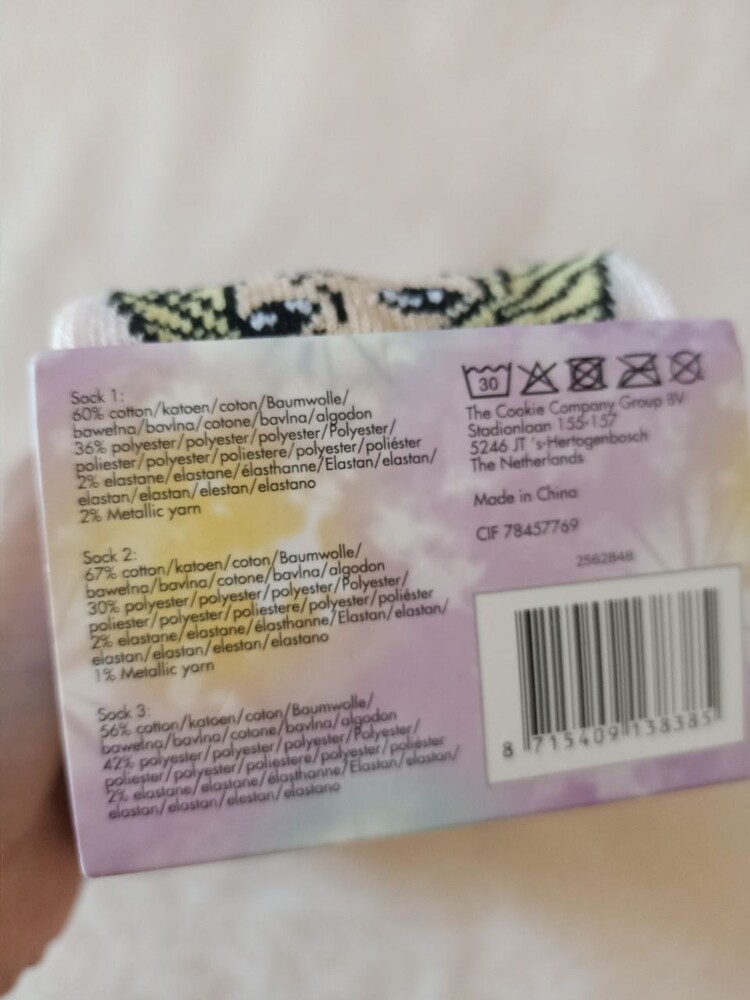 Sock 1:
60% cotton/katoen/coton/Baumwolle/
bawełna/bavlna/cotone/bavlna/algodon
36% polyester/polyester/polyester/Polyester/
poliester/polyester/poliestere/polyester/poliéster
2% elastane/elastane/élasthanne/Elastan/elastan/
elastan/elastan/elestan/elastano
2% Metallic yarn
Sock 2:
67% cotton/katoen/coton/Baumwolle/
bawełna/bavlna/cotone/bavlna/algodon
30% polyester/polyester/polyester/Polyester/
poliester/polyester/poliestere/polyester/poliéster
2% elastane/elastane/élasthanne/Elastan/elastan/
elastan/elastan/elestan/elastano
1% Metallic yarn
Sock 3:
56% cotton/katoen/coton/Baumwolle/
bawełna/bavlna/cotone/bavlna/algodon
42% polyester/polyester/polyester/Polyester/
poliester/polyester/poliestere/polyester/poliéster
2% elastane/elastane/élasthanne/Elastan/elastan/
elastan/elastan/elestan/elastano
30
The Cookie Company Group BV
Stadionlaan 155-157
5246 JT 's-Hertogenbosch
The Netherlands
Made in China
CIF 78457769
2562848
8 715409 138385